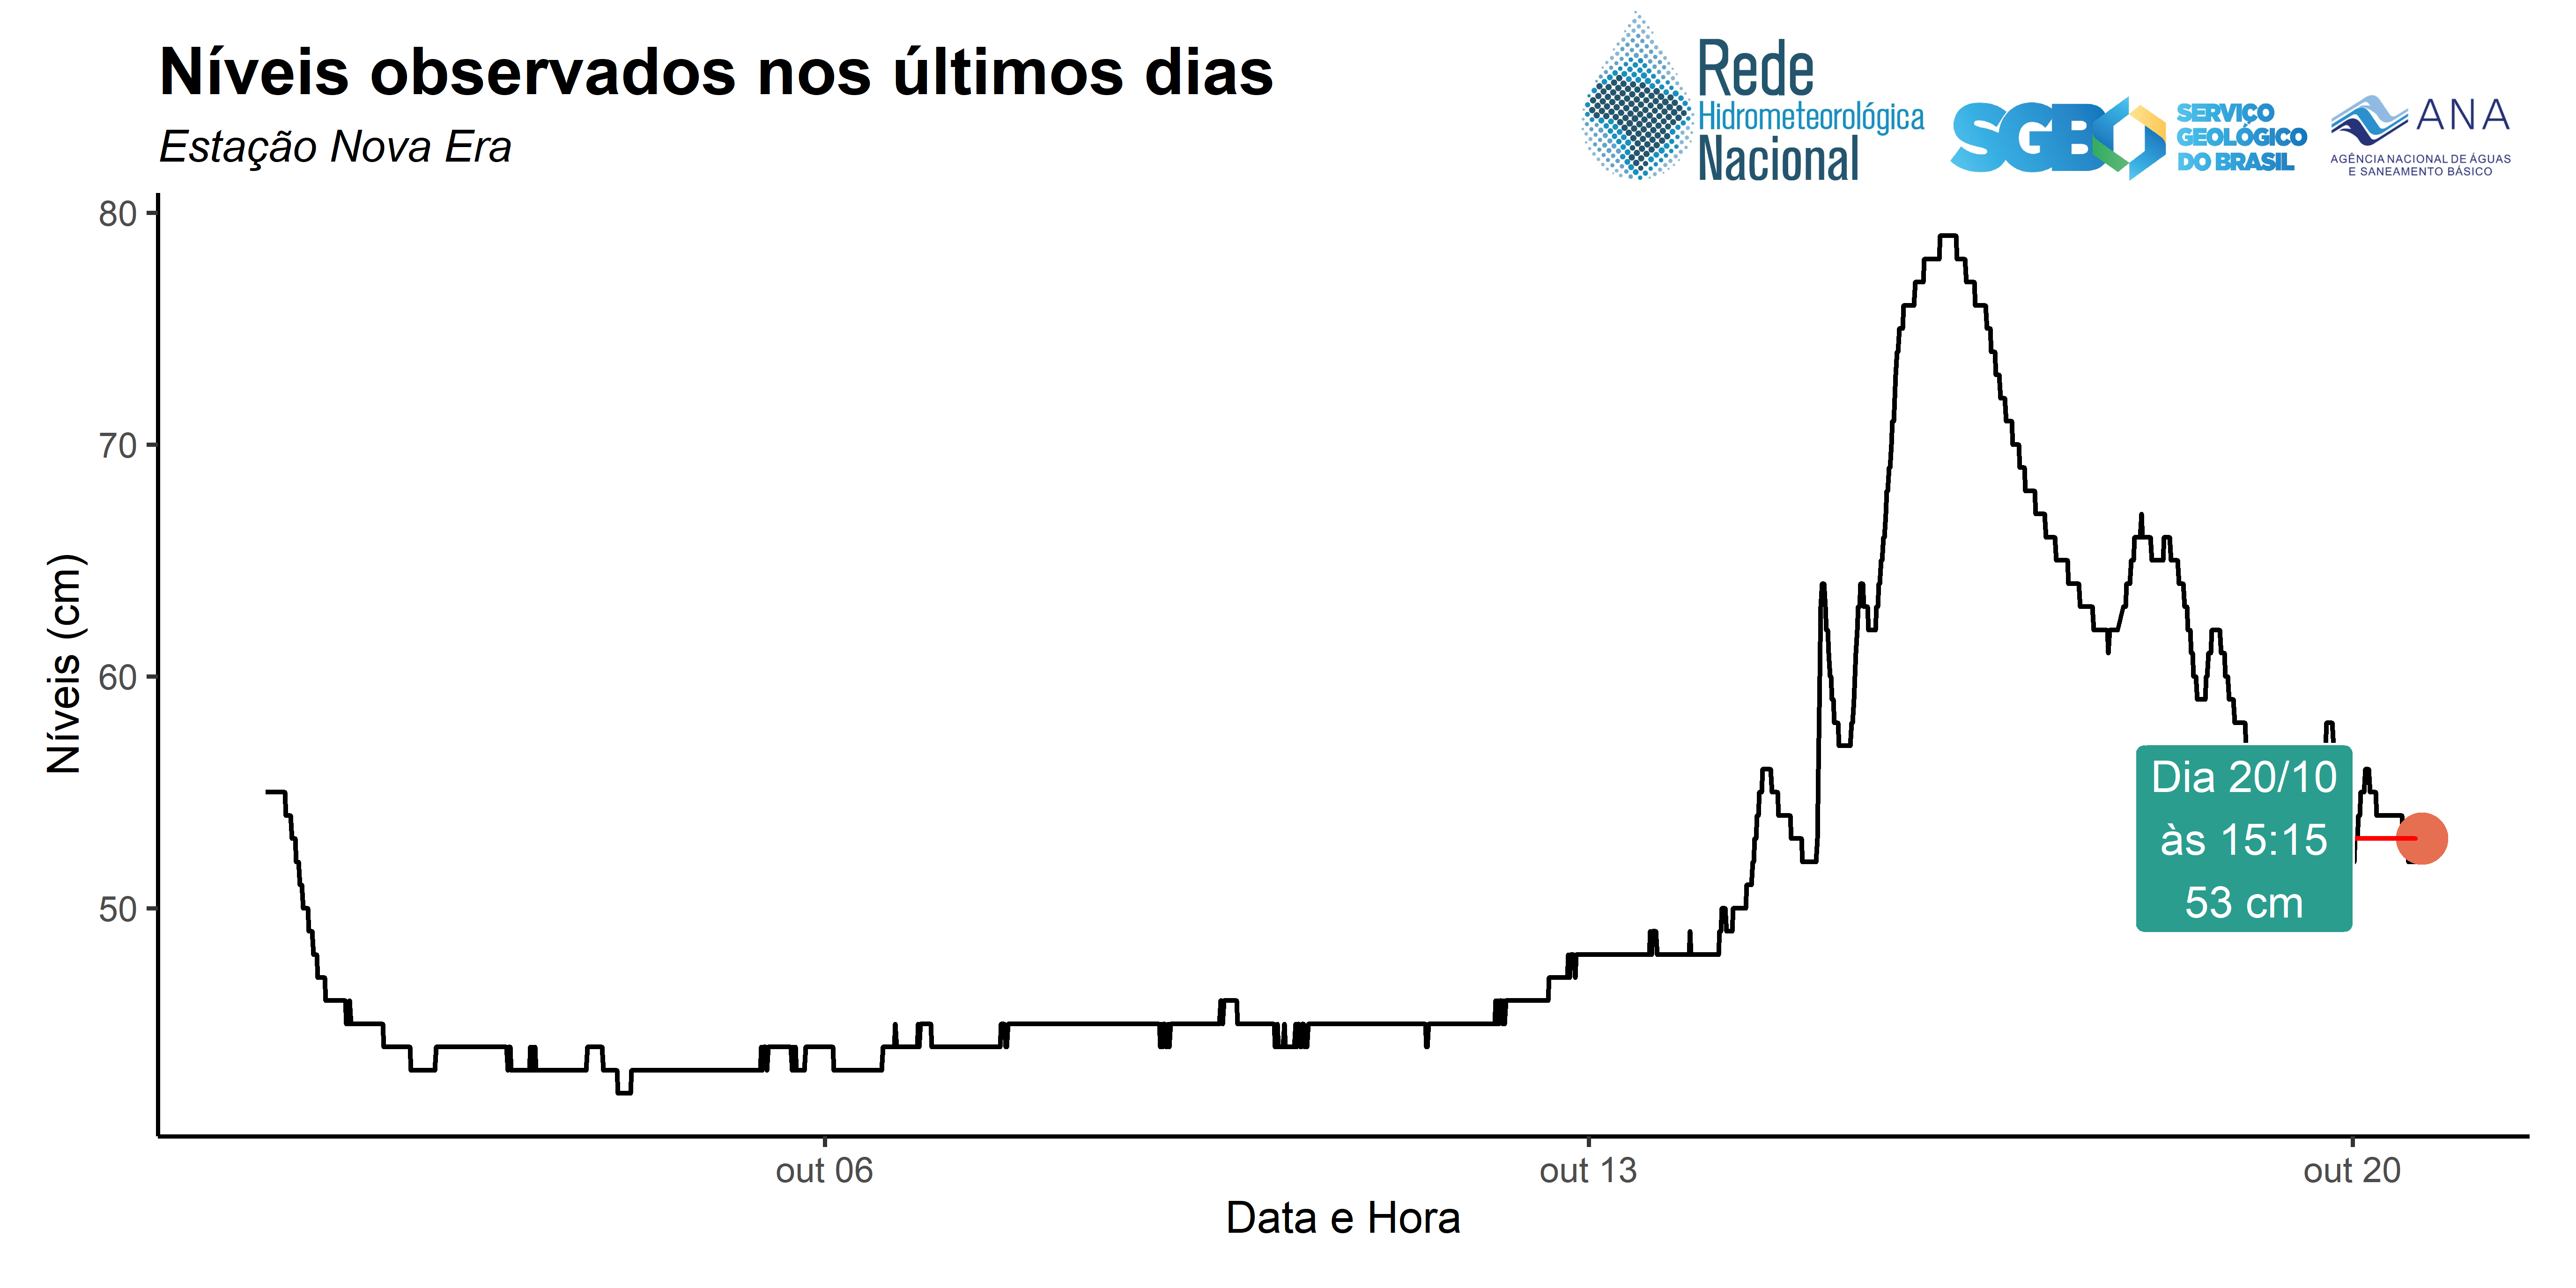 Níveis observados nos últimos dias
Estação Nova Era
Rede
Hidrometeorológica
Nacional
SGB
SERVIÇO
GEOLÓGICO
DO BRASIL
ANA
AGÊNCIA NACIONAL DE ÁGUAS
E SANEAMENTO BÁSICO
80
70
60
50
Níveis (cm)
Dia 20/10
às 15:15
53 cm
out 06
out 13
out 20
Data e Hora